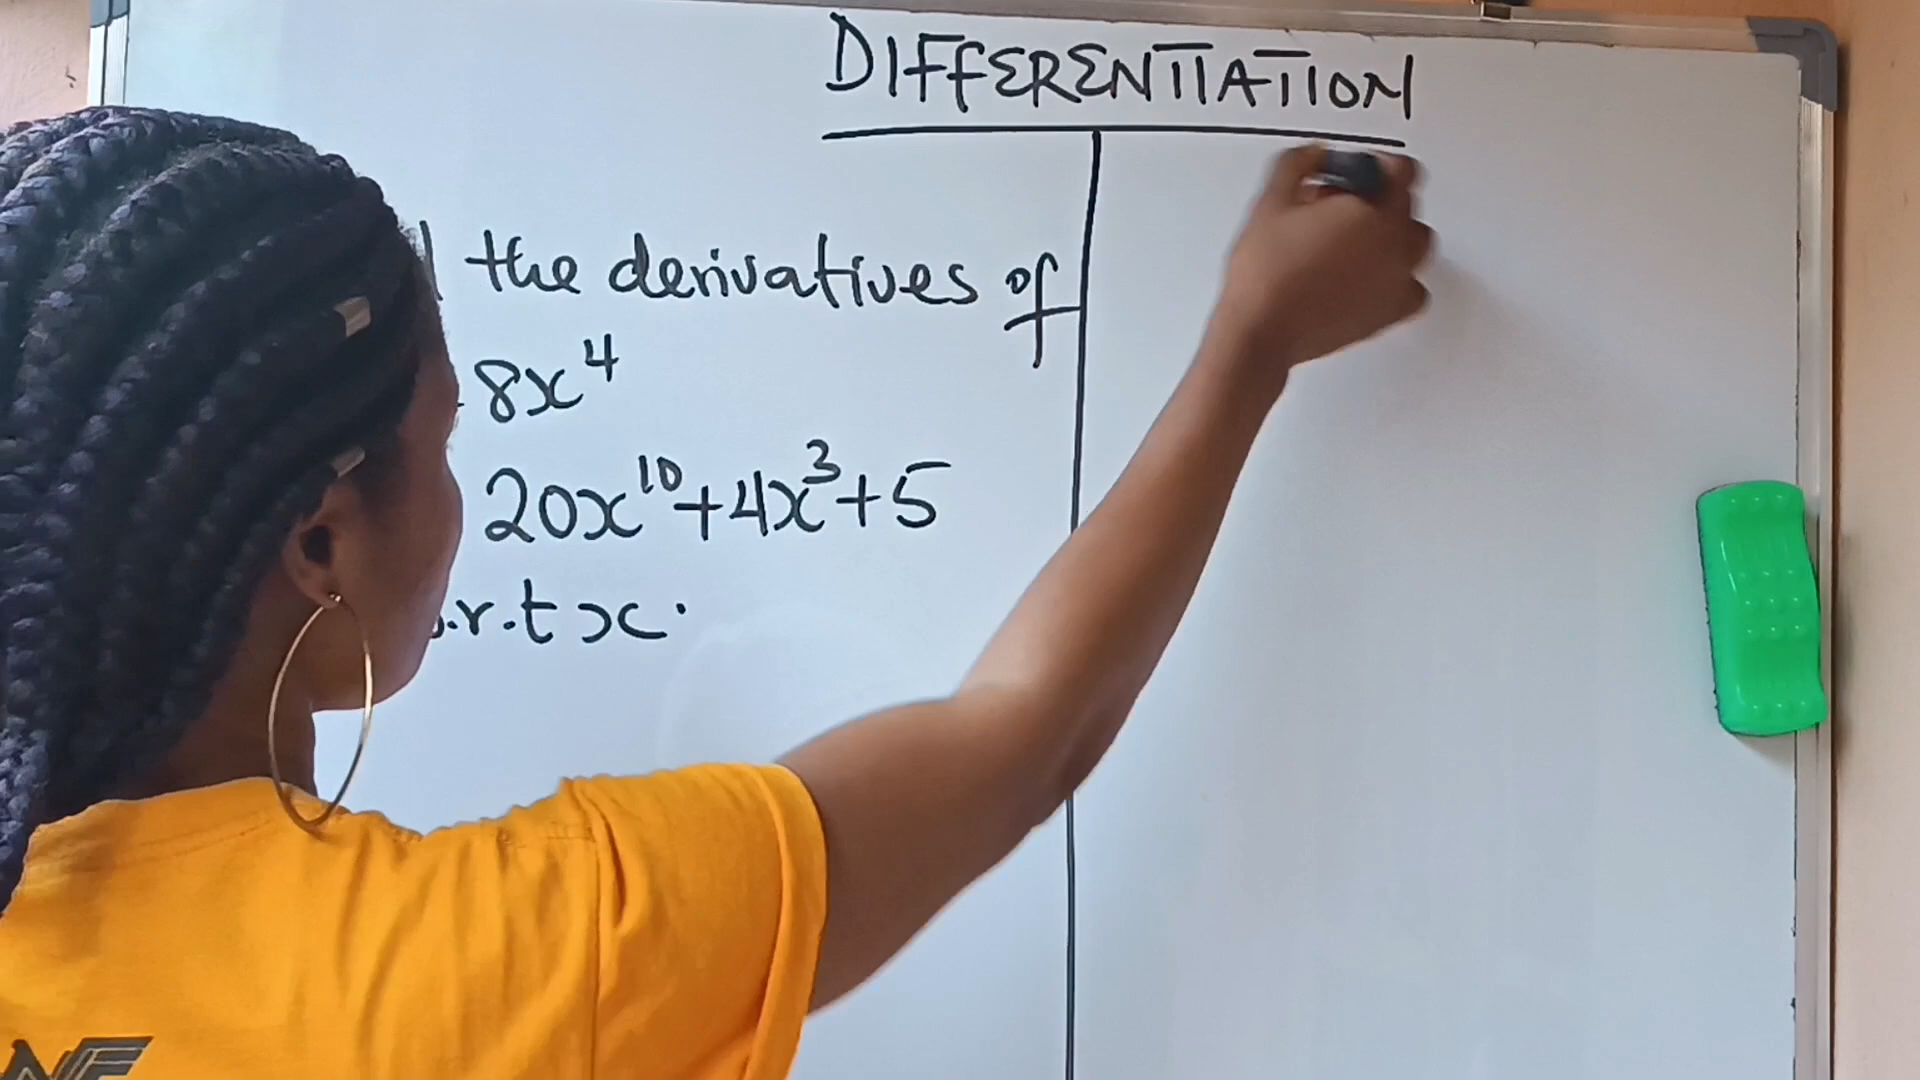 DIFFERENTIATION
the derivatives of
8x⁴
20x¹⁰+4x³+5
.r.t x.